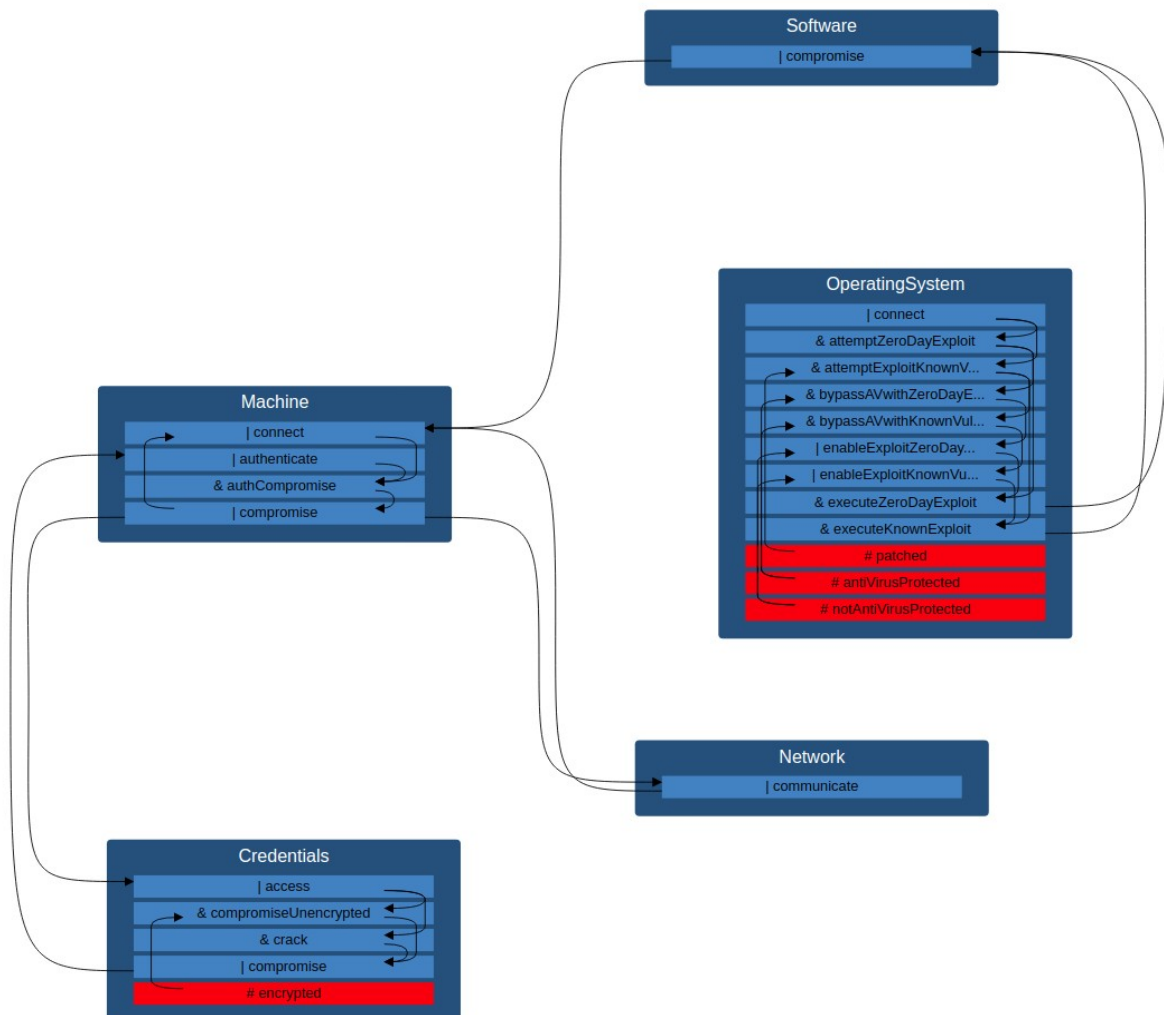 Software
| compromise
OperatingSystem
| connect
& attemptZeroDayExploit
& attemptExploitKnownV...
& bypassAVwithZeroDayE...
& bypassAVwithKnownVul...
| enableExploitZeroDay...
| enableExploitKnownVu...
& executeZeroDayExploit
& executeKnownExploit
# patched
# antiVirusProtected
# notAntiVirusProtected
Machine
| connect
| authenticate
& authCompromise
| compromise
Network
| communicate
Credentials
| access
& compromiseUnencrypted
& crack
| compromise
# encrypted